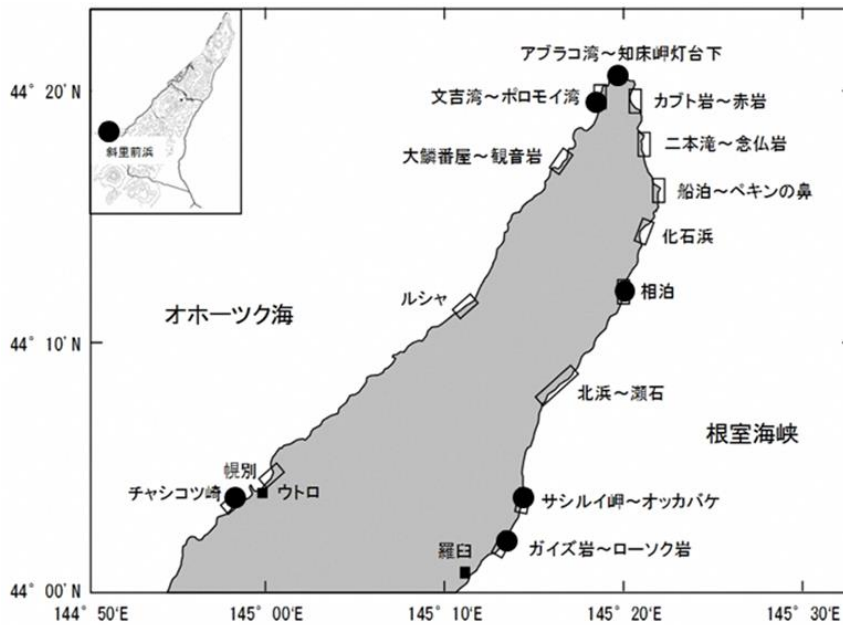 アブラコ湾～知床岬灯台下
44° 20' N
文吉湾～ポロモイ湾
カブト岩～赤岩
斜里前浜
二本滝～念仏岩
大鱗番屋～観音岩
船泊～ペキンの鼻
化石浜
相泊
ルシャ
オホーツク海
44° 10' N
北浜～瀬石
根室海峡
幌別
チャシコツ崎
ウトロ
サシルイ岬～オッカバケ
羅臼
ガイズ岩～ローソク岩
44° 00' N
144° 50'E
145° 00'E
145° 10'E
145° 20'E
145° 30'E